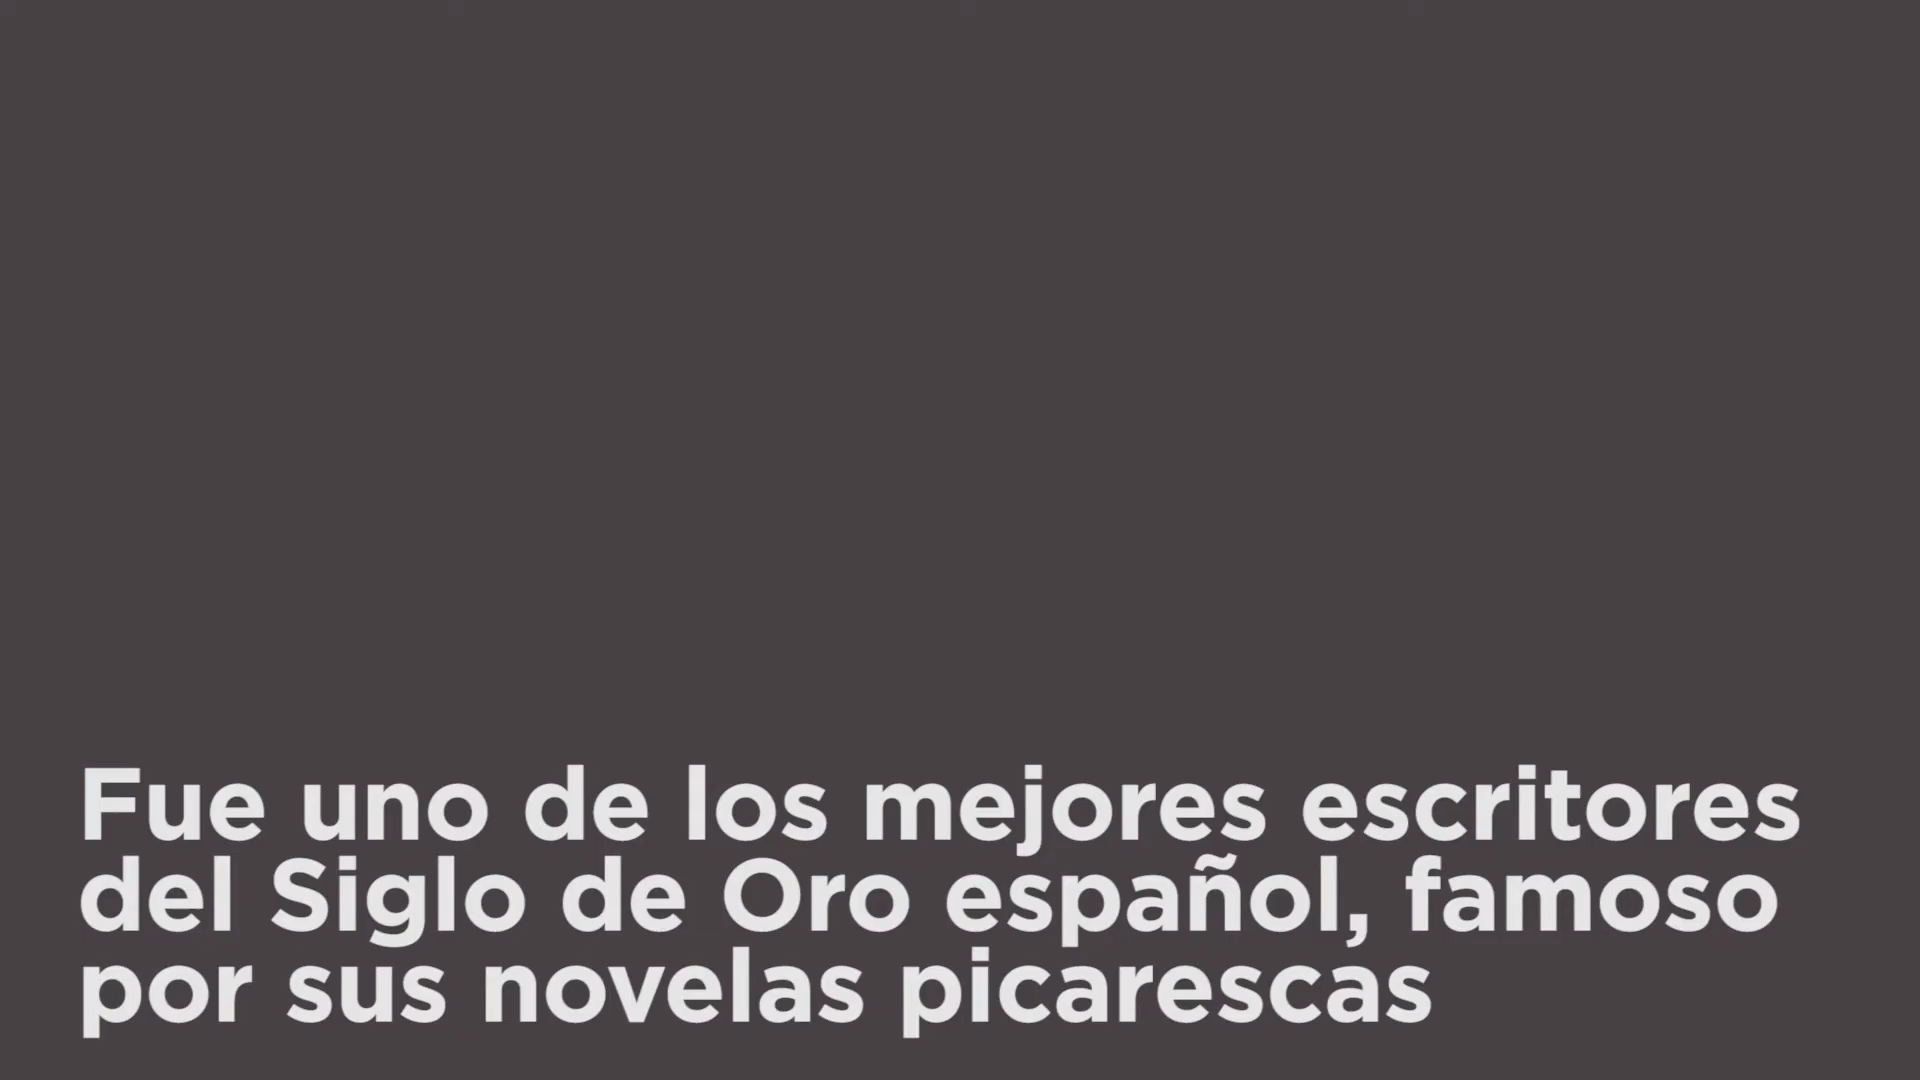 Fue uno de los mejores escritores
del Siglo de Oro español, famoso
por sus novelas picarescas